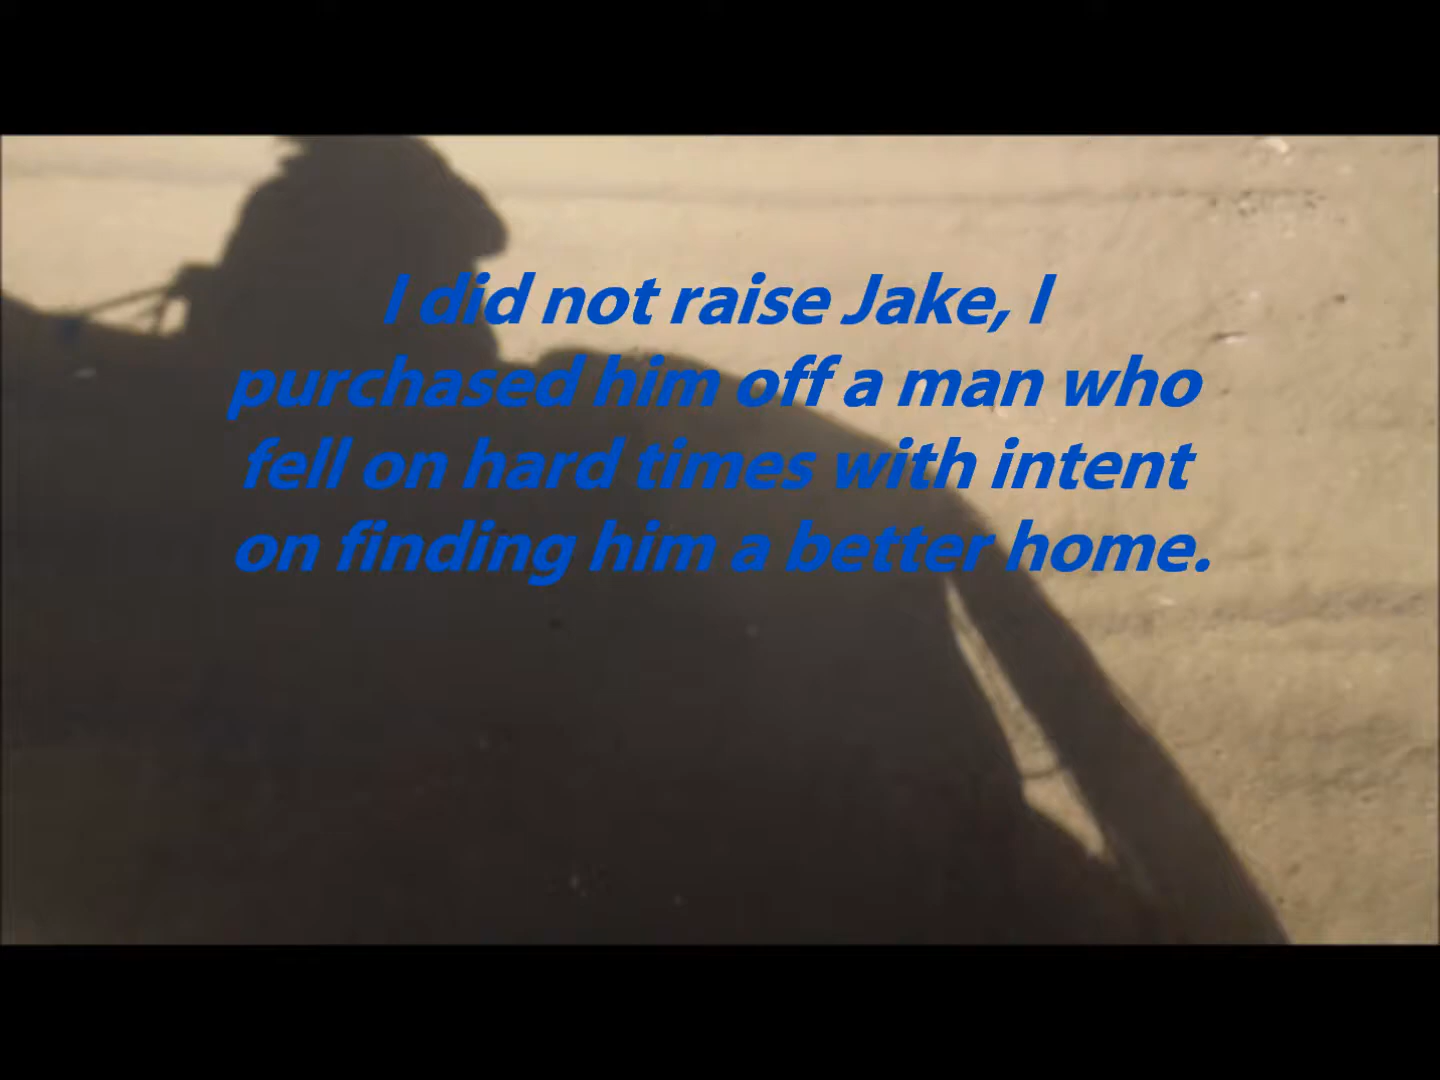 I did not raise Jake, I
purchased him off a man who
fell on hard times with intent
on finding him a better home.